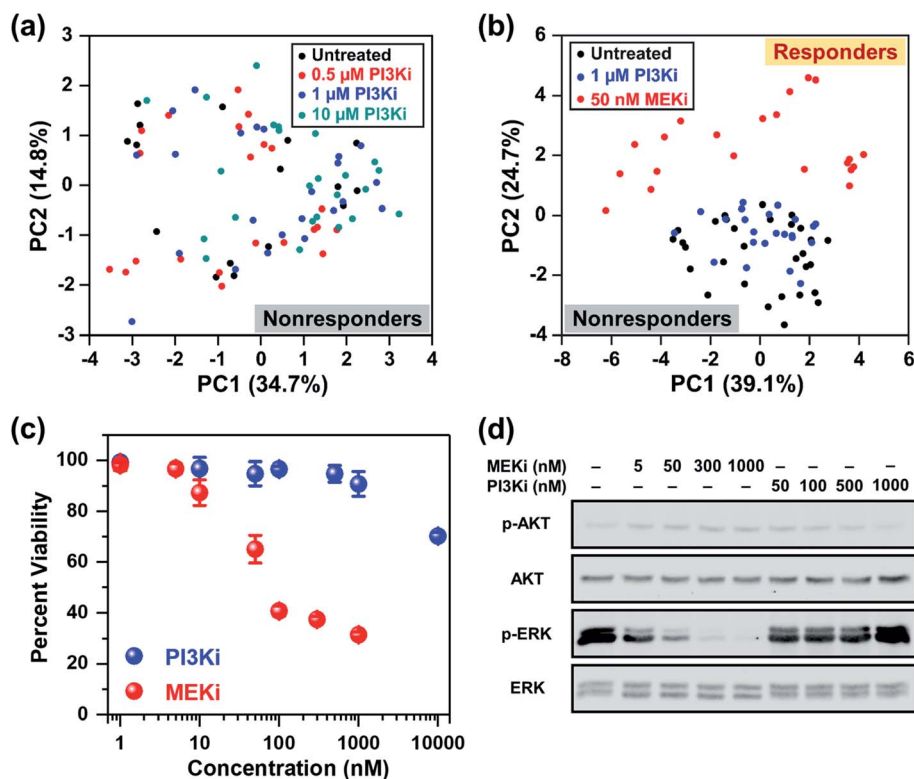 (a)
3
2
1
0
-1
-2
-3
PC2 (14.8%)
Untreated
0.5 µM PI3Ki
1 µM PI3Ki
10 µM PI3Ki
Nonresponders
-4 -3 -2 -1 0 1 2 3 4
PC1 (34.7%)
(b)
6
4
2
0
-2
-4
PC2 (24.7%)
Untreated
1 µM PI3Ki
50 nM MEKi
Responders
Nonresponders
-8 -6 -4 -2 0 2 4 6
PC1 (39.1%)
(c)
100
80
60
40
20
0
Percent Viability
PI3Ki
MEKi
1 10 100 1000 10000
Concentration (nM)
(d)
MEKi (nM) – 5 50 300 1000 – – – –
PI3Ki (nM) – – – – – 50 100 500 1000
p-AKT
AKT
p-ERK
ERK